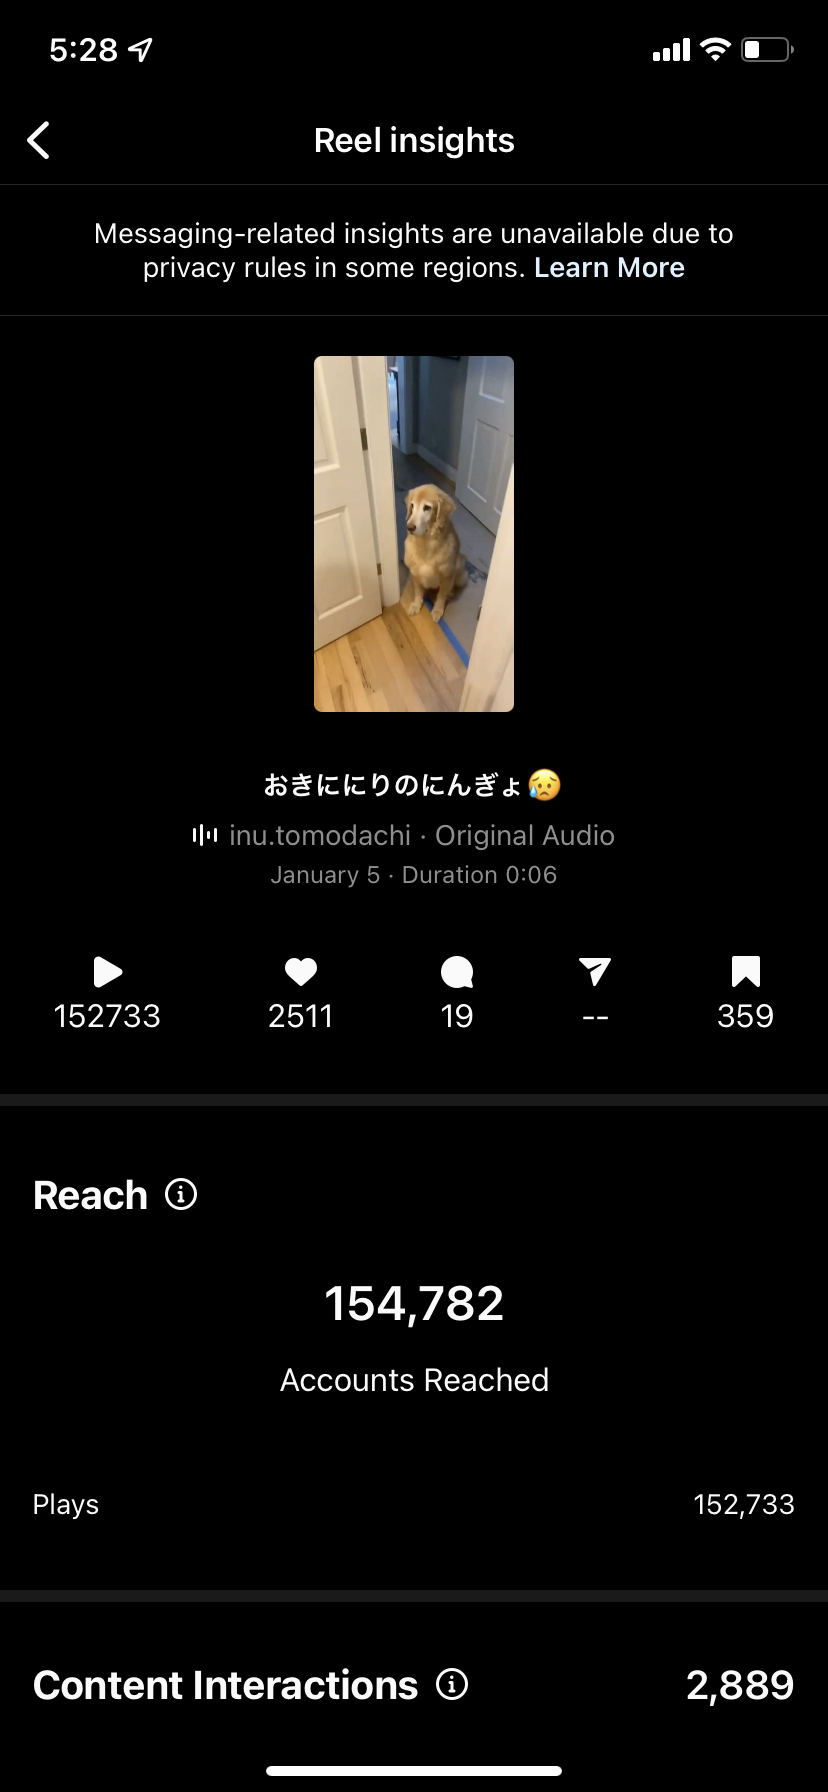 5:28
Reel insights
Messaging-related insights are unavailable due to
privacy rules in some regions. Learn More
おきににりのにんぎょ😥
inu.tomodachi · Original Audio
January 5 · Duration 0:06
152733 2511 19 -- 359
Reach
154,782
Accounts Reached
Plays 152,733
Content Interactions 2,889